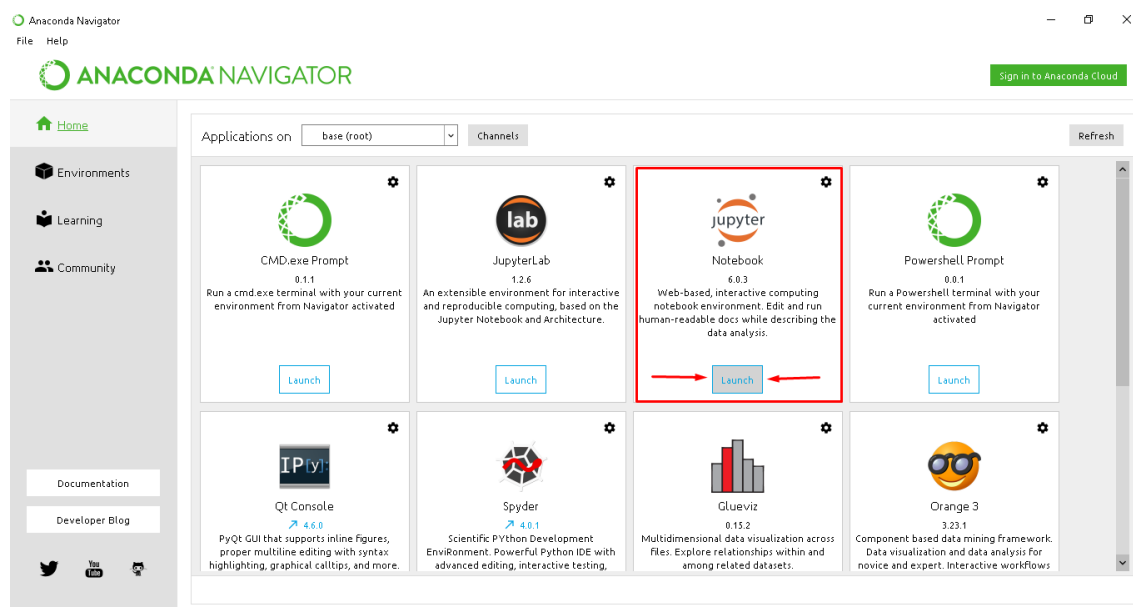 Anaconda Navigator
File Help
ANACONDA NAVIGATOR
Sign in to Anaconda Cloud
Home
Environments
Learning
Community
Documentation
Developer Blog
You
Tube
Applications on base (root) Channels Refresh
CMD.exe Prompt
0.1.1
Run a cmd.exe terminal with your current
environment from Navigator activated
Launch
lab
JupyterLab
1.2.6
An extensible environment for interactive
and reproducible computing, based on the
Jupyter Notebook and Architecture.
Launch
jupyter
Notebook
6.0.3
Web-based, interactive computing
notebook environment. Edit and run
human-readable docs while describing the
data analysis.
Launch
Powershell Prompt
0.0.1
Run a Powershell terminal with your
current environment from Navigator
activated
Launch
IP[y]:
Qt Console
4.6.0
PyQt GUI that supports inline figures,
proper multiline editing with syntax
highlighting, graphical calltips, and more.
Spyder
4.0.1
Scientific PYthon Development
EnviRonment. Powerful Python IDE with
advanced editing, interactive testing,
Glueviz
0.15.2
Multidimensional data visualization across
files. Explore relationships within and
among related datasets.
Orange 3
3.23.1
Component based data mining framework.
Data visualization and data analysis for
novice and expert. Interactive workflows